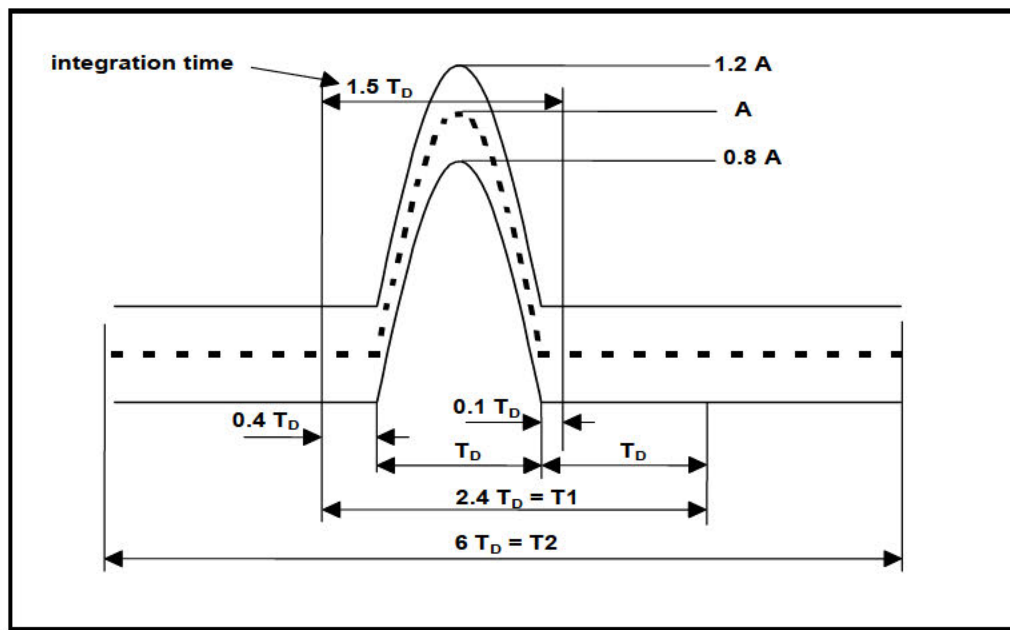 integration time
1.5 T_D
1.2 A
A
0.8 A
0.4 T_D
0.1 T_D
T_D
T_D
2.4 T_D = T1
6 T_D = T2